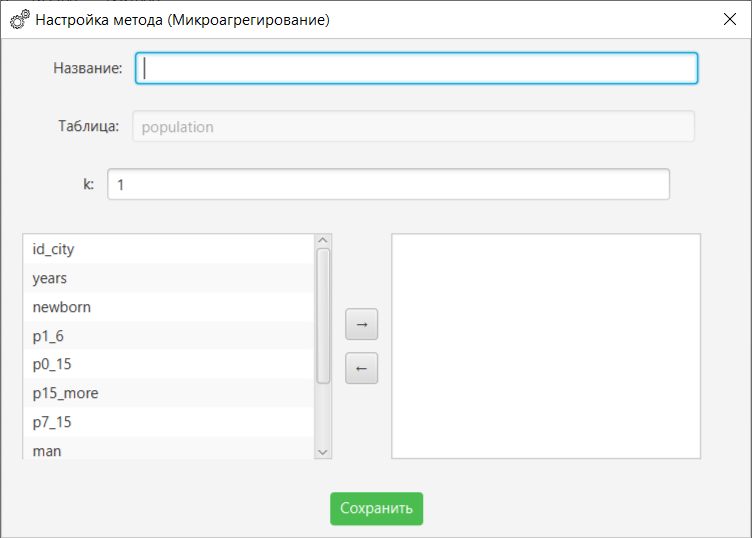 Настройка метода (Микроагрегирование)
Название:
Таблица: population
k: 1
id_city
years
newborn
p1_6
p0_15
p15_more
p7_15
man
→
←
Сохранить